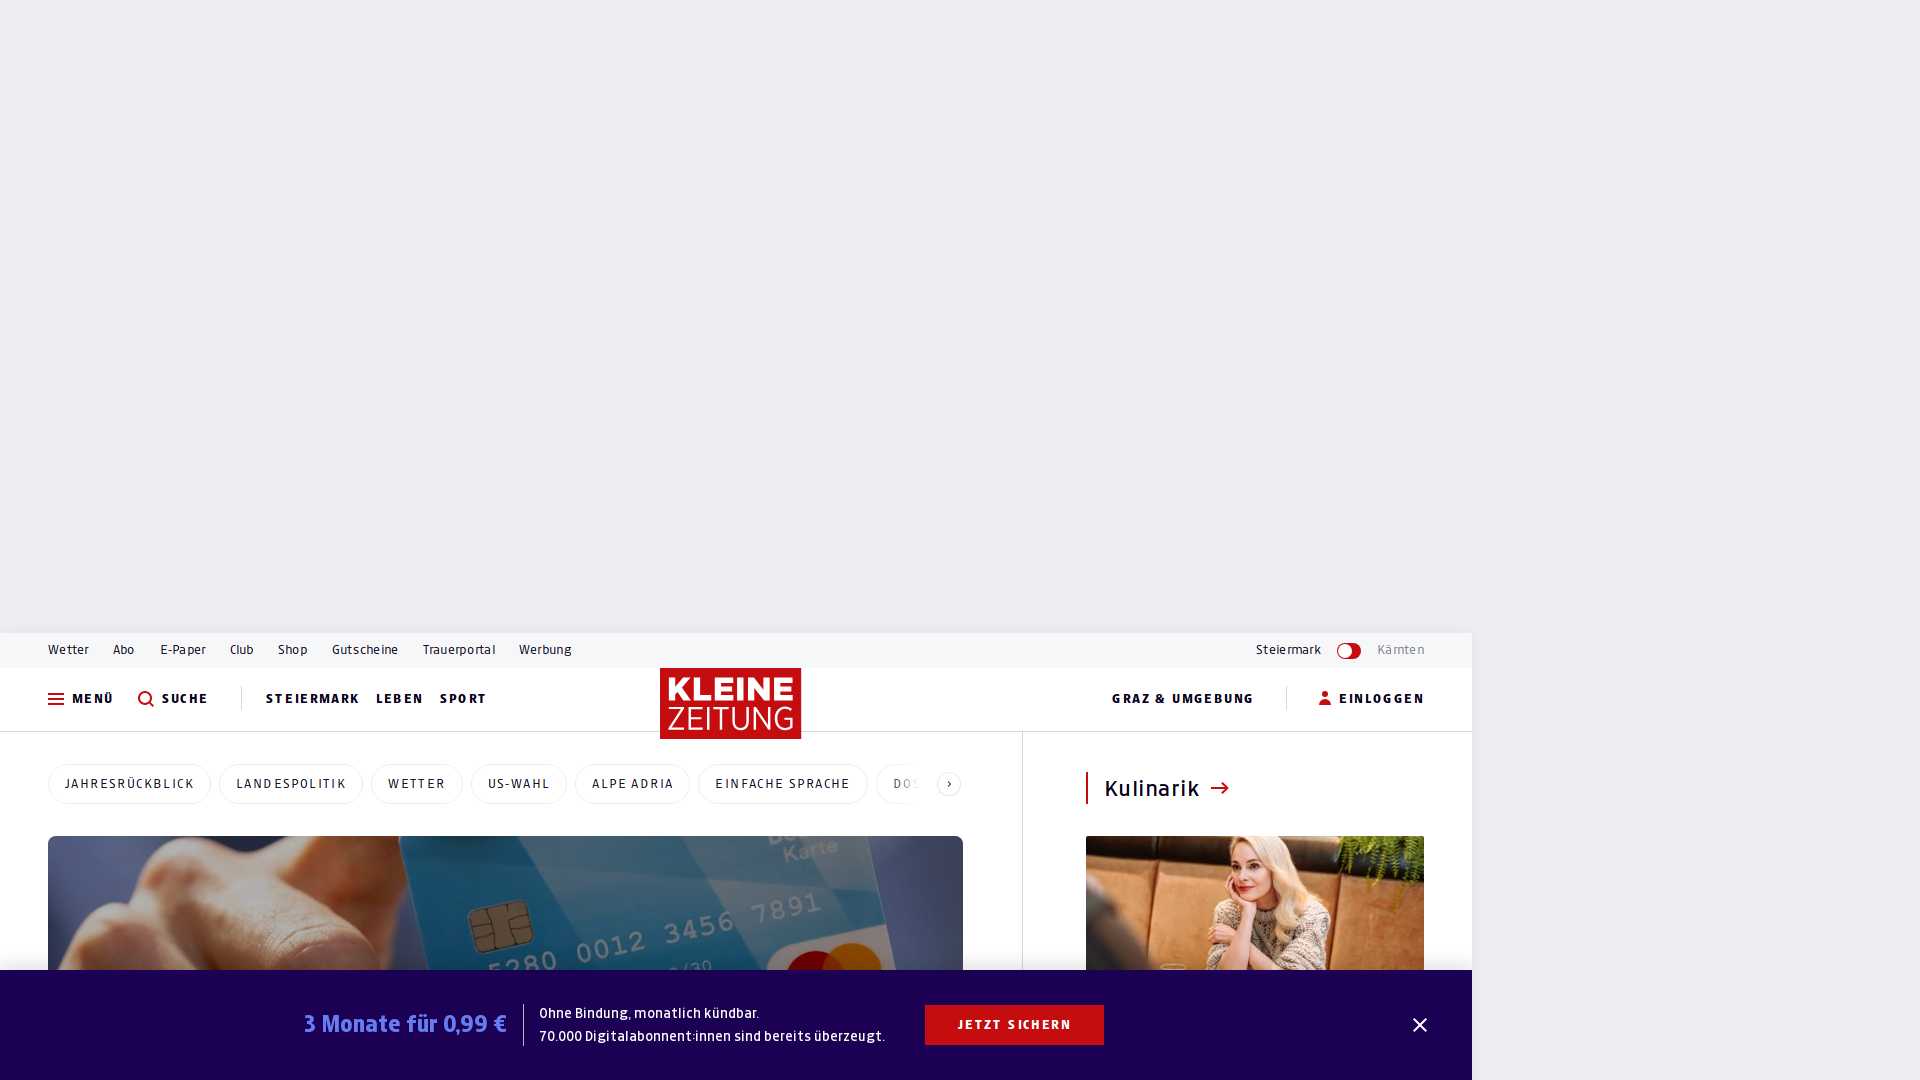 Wetter Abo E-Paper Club Shop Gutscheine Trauerportal Werbung Steiermark Kärnten
MENÜ SUCHE STEIERMARK LEBEN SPORT KLEINE ZEITUNG GRAZ & UMGEBUNG EINLOGGEN
JAHRESRÜCKBLICK LANDESPOLITIK WETTER US-WAHL ALPE ADRIA EINFACHE SPRACHE
Kulinarik
Karte
5280 0012 3456 7891
3 Monate für 0,99 €
Ohne Bindung, monatlich kündbar.
70.000 Digitalabonnent:innen sind bereits überzeugt.
JETZT SICHERN